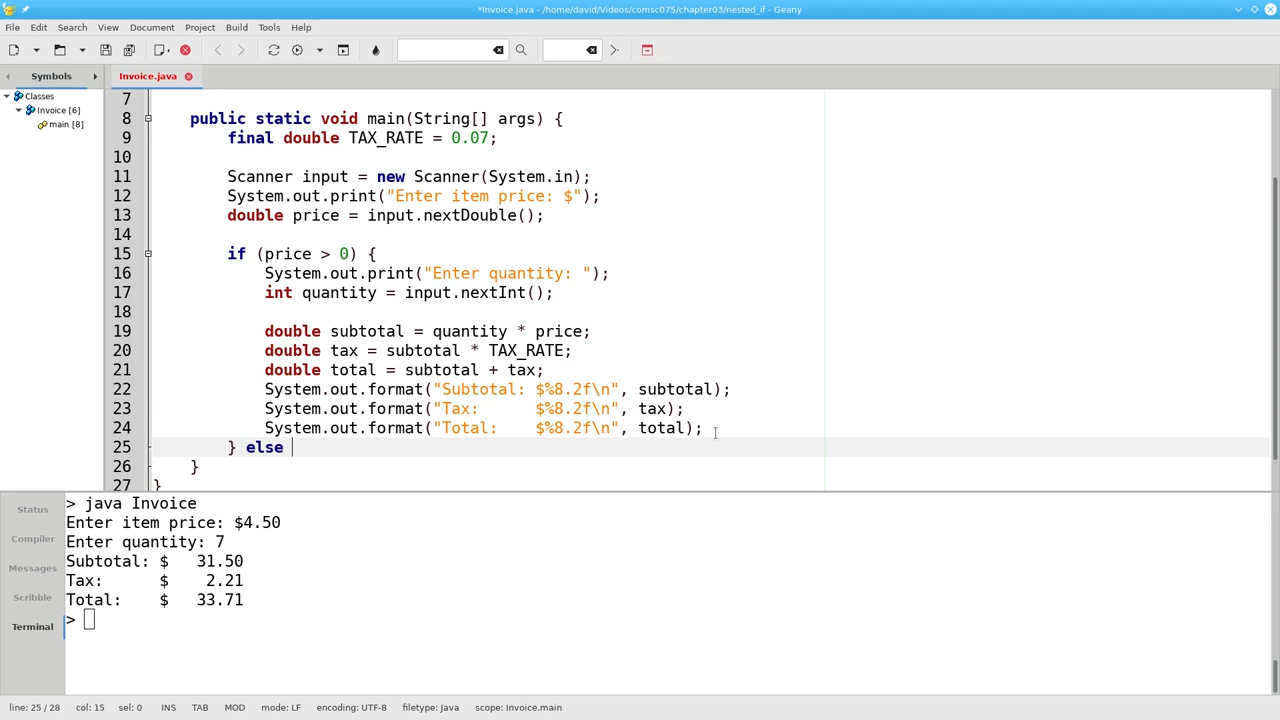 *Invoice.java - /home/david/Videos/comsc075/chapter03/nested_if - Geany
File Edit Search View Document Project Build Tools Help
Symbols
Invoice.java
Classes
Invoice [6]
main [8]
7
8 public static void main(String[] args) {
9 final double TAX_RATE = 0.07;
10
11 Scanner input = new Scanner(System.in);
12 System.out.print("Enter item price: $");
13 double price = input.nextDouble();
14
15 if (price > 0) {
16 System.out.print("Enter quantity: ");
17 int quantity = input.nextInt();
18
19 double subtotal = quantity * price;
20 double tax = subtotal * TAX_RATE;
21 double total = subtotal + tax;
22 System.out.format("Subtotal: $%8.2f\n", subtotal);
23 System.out.format("Tax:      $%8.2f\n", tax);
24 System.out.format("Total:    $%8.2f\n", total);
25 } else
26 }
27 }
Status
Compiler
Messages
Scribble
Terminal
> java Invoice
Enter item price: $4.50
Enter quantity: 7
Subtotal: $   31.50
Tax:      $    2.21
Total:    $   33.71
>
line: 25 / 28 col: 15 sel: 0 INS TAB MOD mode: LF encoding: UTF-8 filetype: Java scope: Invoice.main